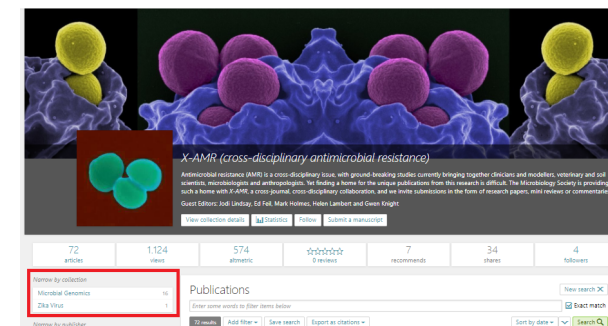 X-AMR (cross-disciplinary antimicrobial resistance)
Antimicrobial resistance (AMR) is a cross-disciplinary issue, with ground-breaking studies currently bringing together clinicians and modellers, veterinary and soil
scientists, microbiologists and anthropologists. Yet finding a home for the unique publications from this research is difficult. The Microbiology Society is providing
such a home with X-AMR, a cross-journal, cross-disciplinary collaboration, and we invite submissions in the form of research papers, mini reviews or commentaries
Guest Editors: Jodi Lindsay, Ed Feil, Mark Holmes, Helen Lambert and Gwen Knight
View collection details Statistics Follow Submit a manuscript
72 1,124 574 7 34 4
articles views altmetric 0 reviews recommends shares followers
Narrow by collection
Microbial Genomics 16
Zika Virus 1
Narrow by publisher
Publications New search X
Enter some words to filter items below Exact match
72 results Add filter Save search Export as citations Sort by date Search